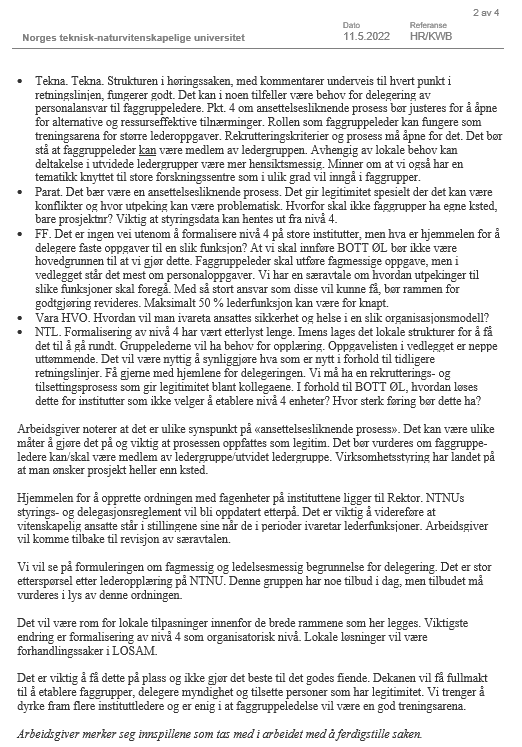 2 av 4
Dato Referanse
Norges teknisk-naturvitenskapelige universitet 11.5.2022 HR/KWB
• Tekna. Tekna. Strukturen i høringssaken, med kommentarer underveis til hvert punkt i
retningslinjen, fungerer godt. Det kan i noen tilfeller være behov for delegering av
personalansvar til faggruppeledere. Pkt. 4 om ansettelsesliknende prosess bør justeres for å åpne
for alternative og ressurseffektive tilnærminger. Rollen som faggruppeleder kan fungere som
treningsarena for større lederoppgaver. Rekrutteringskriterier og prosess må åpne for det. Det bør
stå at faggruppeleder kan være medlem av ledergruppen. Avhengig av lokale behov kan
deltakelse i utvidede ledergrupper være mer hensiktsmessig. Minner om at vi også har en
tematikk knyttet til store forskningssentre som i ulik grad vil inngå i faggrupper.
• Parat. Det bær være en ansettelsesliknende prosess. Det gir legitimitet spesielt der det kan være
konflikter og hvor utpeking kan være problematisk. Hvorfor skal ikke faggrupper ha egne ksted,
bare prosjektnr? Viktig at styringsdata kan hentes ut fra nivå 4.
• FF. Det er ingen vei utenom å formalisere nivå 4 på store institutter, men hva er hjemmelen for å
delegere faste oppgaver til en slik funksjon? At vi skal innføre BOTT ØL bør ikke være
hovedgrunnen til at vi gjør dette. Faggruppeleder skal utføre fagmessige oppgave, men i
vedlegget står det mest om personaloppgaver. Vi har en særavtale om hvordan utpekinger til
slike funksjoner skal foregå. Med så stort ansvar som disse vil kunne få, bør rammen for
godtgjøring revideres. Maksimalt 50 % lederfunksjon kan være for knapt.
• Vara HVO. Hvordan vil man ivareta ansattes sikkerhet og helse i en slik organisasjonsmodell?
• NTL. Formalisering av nivå 4 har vært etterlyst lenge. Imens lages det lokale strukturer for å få
det til å gå rundt. Gruppelederne vil ha behov for opplæring. Oppgavelisten i vedlegget er neppe
uttømmende. Det vil være nyttig å synliggjøre hva som er nytt i forhold til tidligere
retningslinjer. Få gjerne med hjemlene for delegeringen. Vi må ha en rekrutterings- og
tilsettingsprosess som gir legitimitet blant kollegaene. I forhold til BOTT ØL, hvordan løses
dette for institutter som ikke velger å etablere nivå 4 enheter? Hvor sterk føring bør dette ha?
Arbeidsgiver noterer at det er ulike synspunkt på «ansettelsesliknende prosess». Det kan være ulike
måter å gjøre det på og viktig at prosessen oppfattes som legitim. Det bør vurderes om faggruppe-
ledere kan/skal være medlem av ledergruppe/utvidet ledergruppe. Virksomhetsstyring har landet på
at man ønsker prosjekt heller enn ksted.
Hjemmelen for å opprette ordningen med fagenheter på instituttene ligger til Rektor. NTNUs
styrings- og delegasjonsreglement vil bli oppdatert etterpå. Det er viktig å videreføre at
vitenskapelig ansatte står i stillingene sine når de i perioder ivaretar lederfunksjoner. Arbeidsgiver
vil komme tilbake til revisjon av særavtalen.
Vi vil se på formuleringen om fagmessig og ledelsesmessig begrunnelse for delegering. Det er stor
etterspørsel etter lederopplæring på NTNU. Denne gruppen har noe tilbud i dag, men tilbudet må
vurderes i lys av denne ordningen.
Det vil være rom for lokale tilpasninger innenfor de brede rammene som her legges. Viktigste
endring er formalisering av nivå 4 som organisatorisk nivå. Lokale løsninger vil være
forhandlingssaker i LOSAM.
Det er viktig å få dette på plass og ikke gjør det beste til det godes fiende. Dekanen vil få fullmakt
til å etablere faggrupper, delegere myndighet og tilsette personer som har legitimitet. Vi trenger å
dyrke fram flere instituttledere og er enig i at faggruppeledelse vil være en god treningsarena.
Arbeidsgiver merker seg innspillene som tas med i arbeidet med å ferdigstille saken.